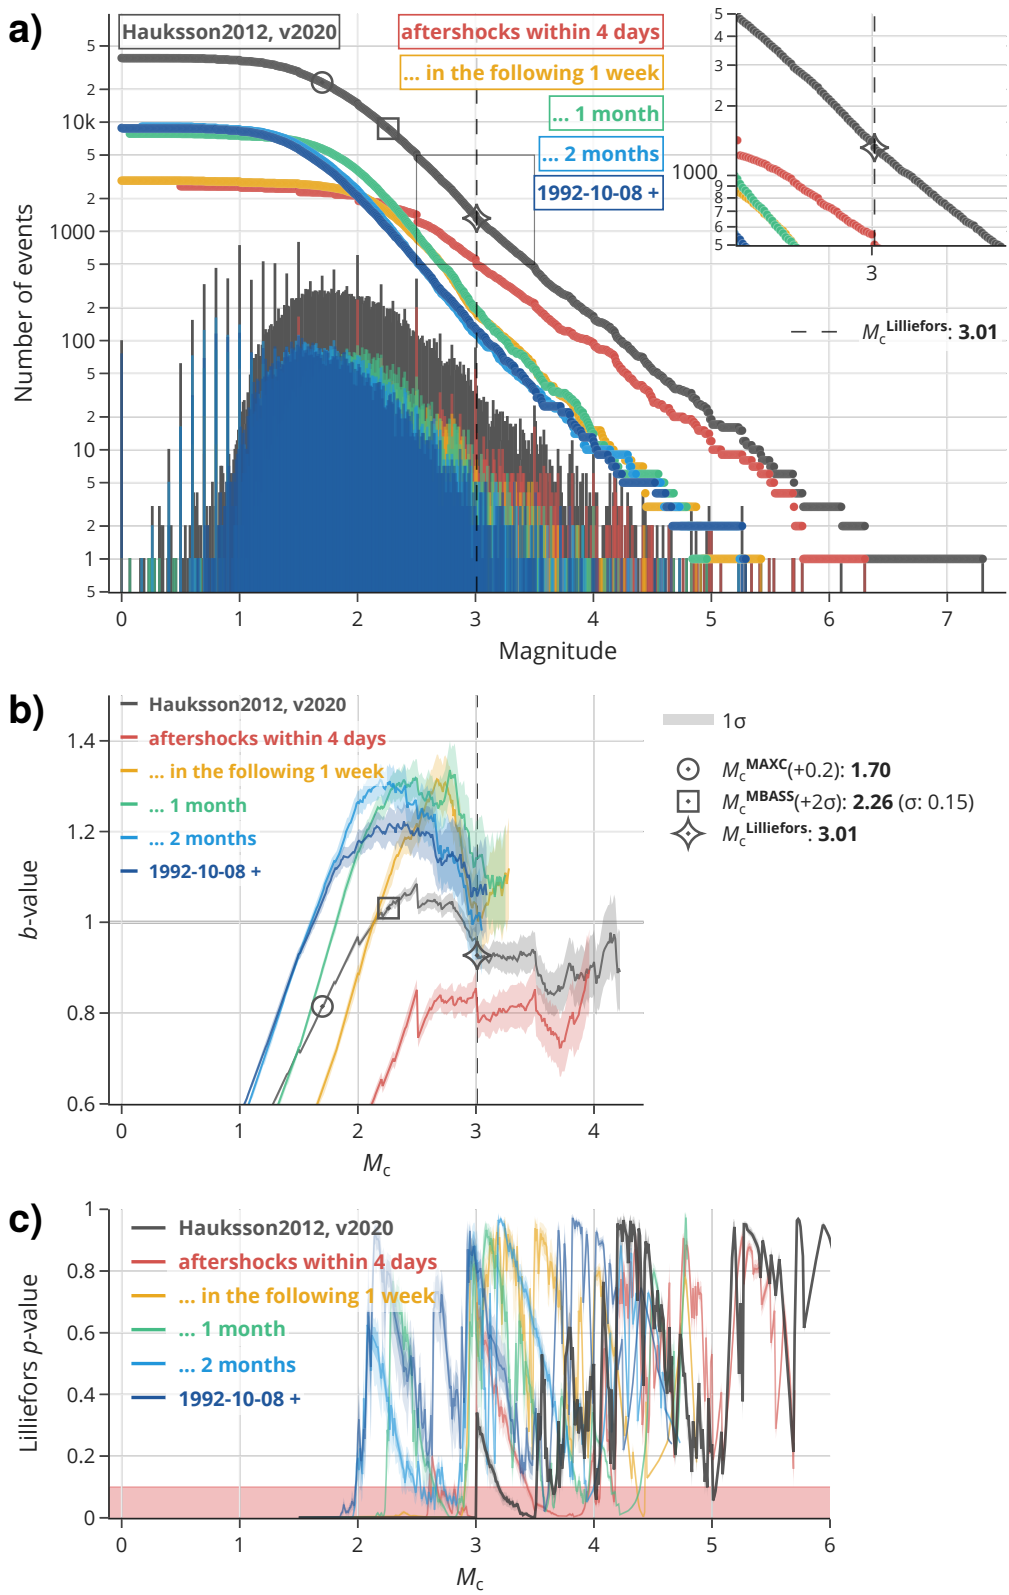 a)
Hauksson2012, v2020
aftershocks within 4 days
... in the following 1 week
... 1 month
... 2 months
1992-10-08 +
5
2
10k
5
2
1000
5
2
100
5
2
10
5
2
1
5
Number of events
0 1 2 3 4 5 6 7
Magnitude
5
4
3
2
1000
9
8
7
6
5
3
Mc Lilliefors: 3.01
b)
Hauksson2012, v2020
aftershocks within 4 days
... in the following 1 week
... 1 month
... 2 months
1992-10-08 +
1.4
1.2
1
0.8
0.6
b-value
0 1 2 3 4
Mc
1σ
Mc MAXC(+0.2): 1.70
Mc MBASS(+2σ): 2.26 (σ: 0.15)
Mc Lilliefors: 3.01
c)
Hauksson2012, v2020
aftershocks within 4 days
... in the following 1 week
... 1 month
... 2 months
1992-10-08 +
1
0.8
0.6
0.4
0.2
0
Lilliefors p-value
0 1 2 3 4 5 6
Mc